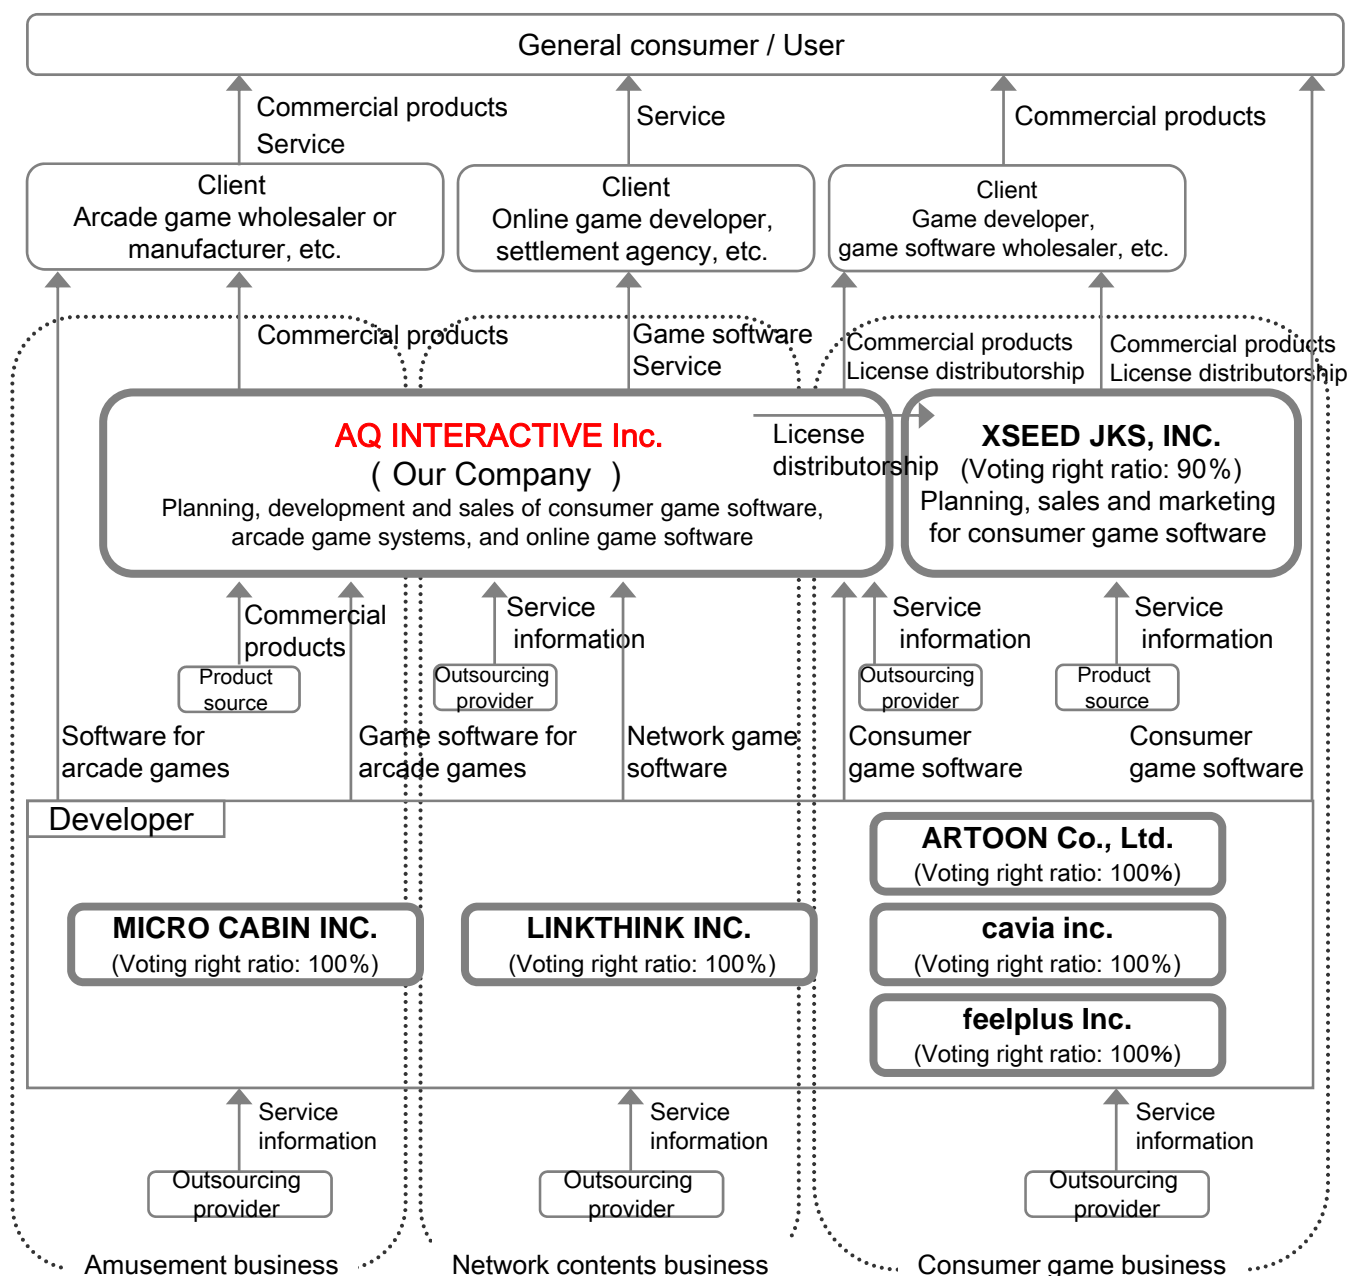 General consumer / User
Commercial products
Service
Service
Commercial products
Client
Arcade game wholesaler or
manufacturer, etc.
Client
Online game developer,
settlement agency, etc.
Client
Game developer,
game software wholesaler, etc.
Commercial products
Game software
Service
Commercial products
License distributorship
Commercial products
License distributorship
AQ INTERACTIVE Inc.
( Our Company )
Planning, development and sales of consumer game software,
arcade game systems, and online game software
License
distributorship
XSEED JKS, INC.
(Voting right ratio: 90%)
Planning, sales and marketing
for consumer game software
Commercial
products
Service
information
Service
information
Service
information
Product
source
Outsourcing
provider
Outsourcing
provider
Product
source
Software for
arcade games
Game software for
arcade games
Network game
software
Consumer
game software
Consumer
game software
Developer
MICRO CABIN INC.
(Voting right ratio: 100%)
LINKTHINK INC.
(Voting right ratio: 100%)
ARTOON Co., Ltd.
(Voting right ratio: 100%)
cavia inc.
(Voting right ratio: 100%)
feelplus Inc.
(Voting right ratio: 100%)
Service
information
Service
information
Service
information
Outsourcing
provider
Outsourcing
provider
Outsourcing
provider
Amusement business
Network contents business
Consumer game business